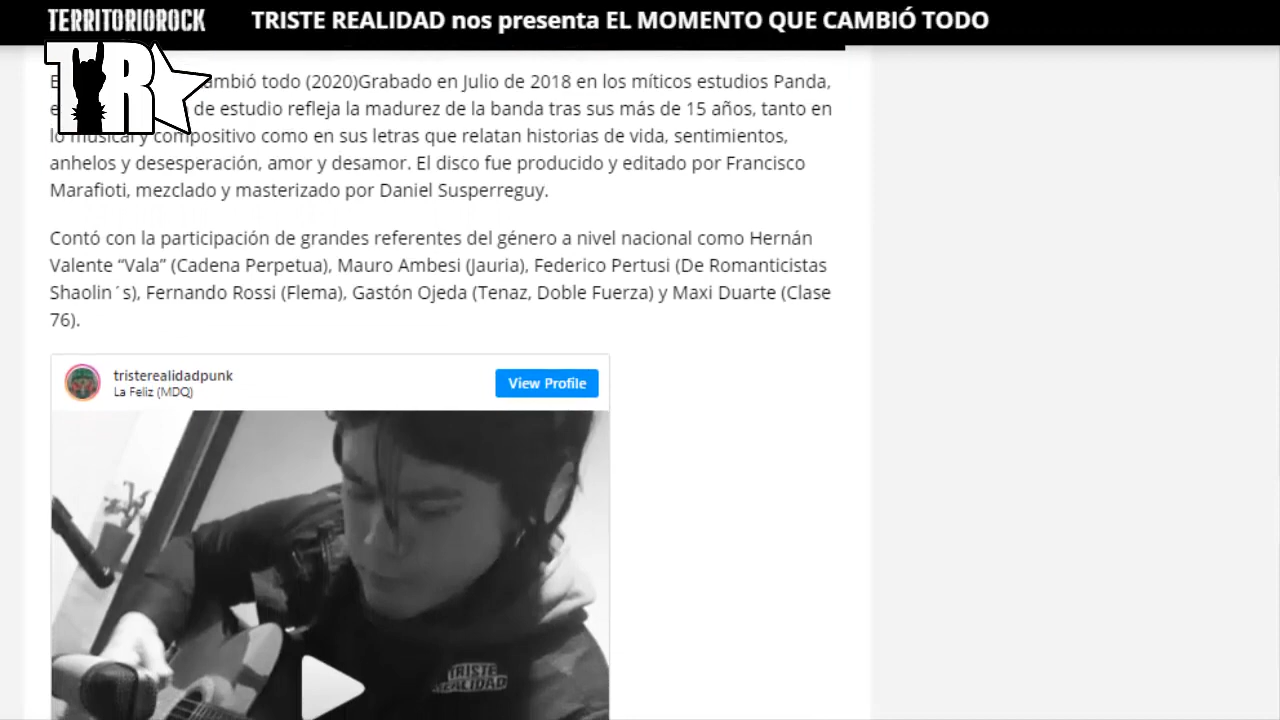 TERRITORIOROCK
TRISTE REALIDAD nos presenta EL MOMENTO QUE CAMBIÓ TODO
TR
ambió todo (2020)Grabado en Julio de 2018 en los míticos estudios Panda,
de estudio refleja la madurez de la banda tras sus más de 15 años, tanto en
lo musical y compositivo como en sus letras que relatan historias de vida, sentimientos,
anhelos y desesperación, amor y desamor. El disco fue producido y editado por Francisco
Marafioti, mezclado y masterizado por Daniel Susperreguy.
Contó con la participación de grandes referentes del género a nivel nacional como Hernán
Valente “Vala” (Cadena Perpetua), Mauro Ambesi (Jauria), Federico Pertusi (De Romanticistas
Shaolin´s), Fernando Rossi (Flema), Gastón Ojeda (Tenaz, Doble Fuerza) y Maxi Duarte (Clase
76).
tristerealidadpunk
La Feliz (MDQ)
View Profile
TRISTE
REALIDAD